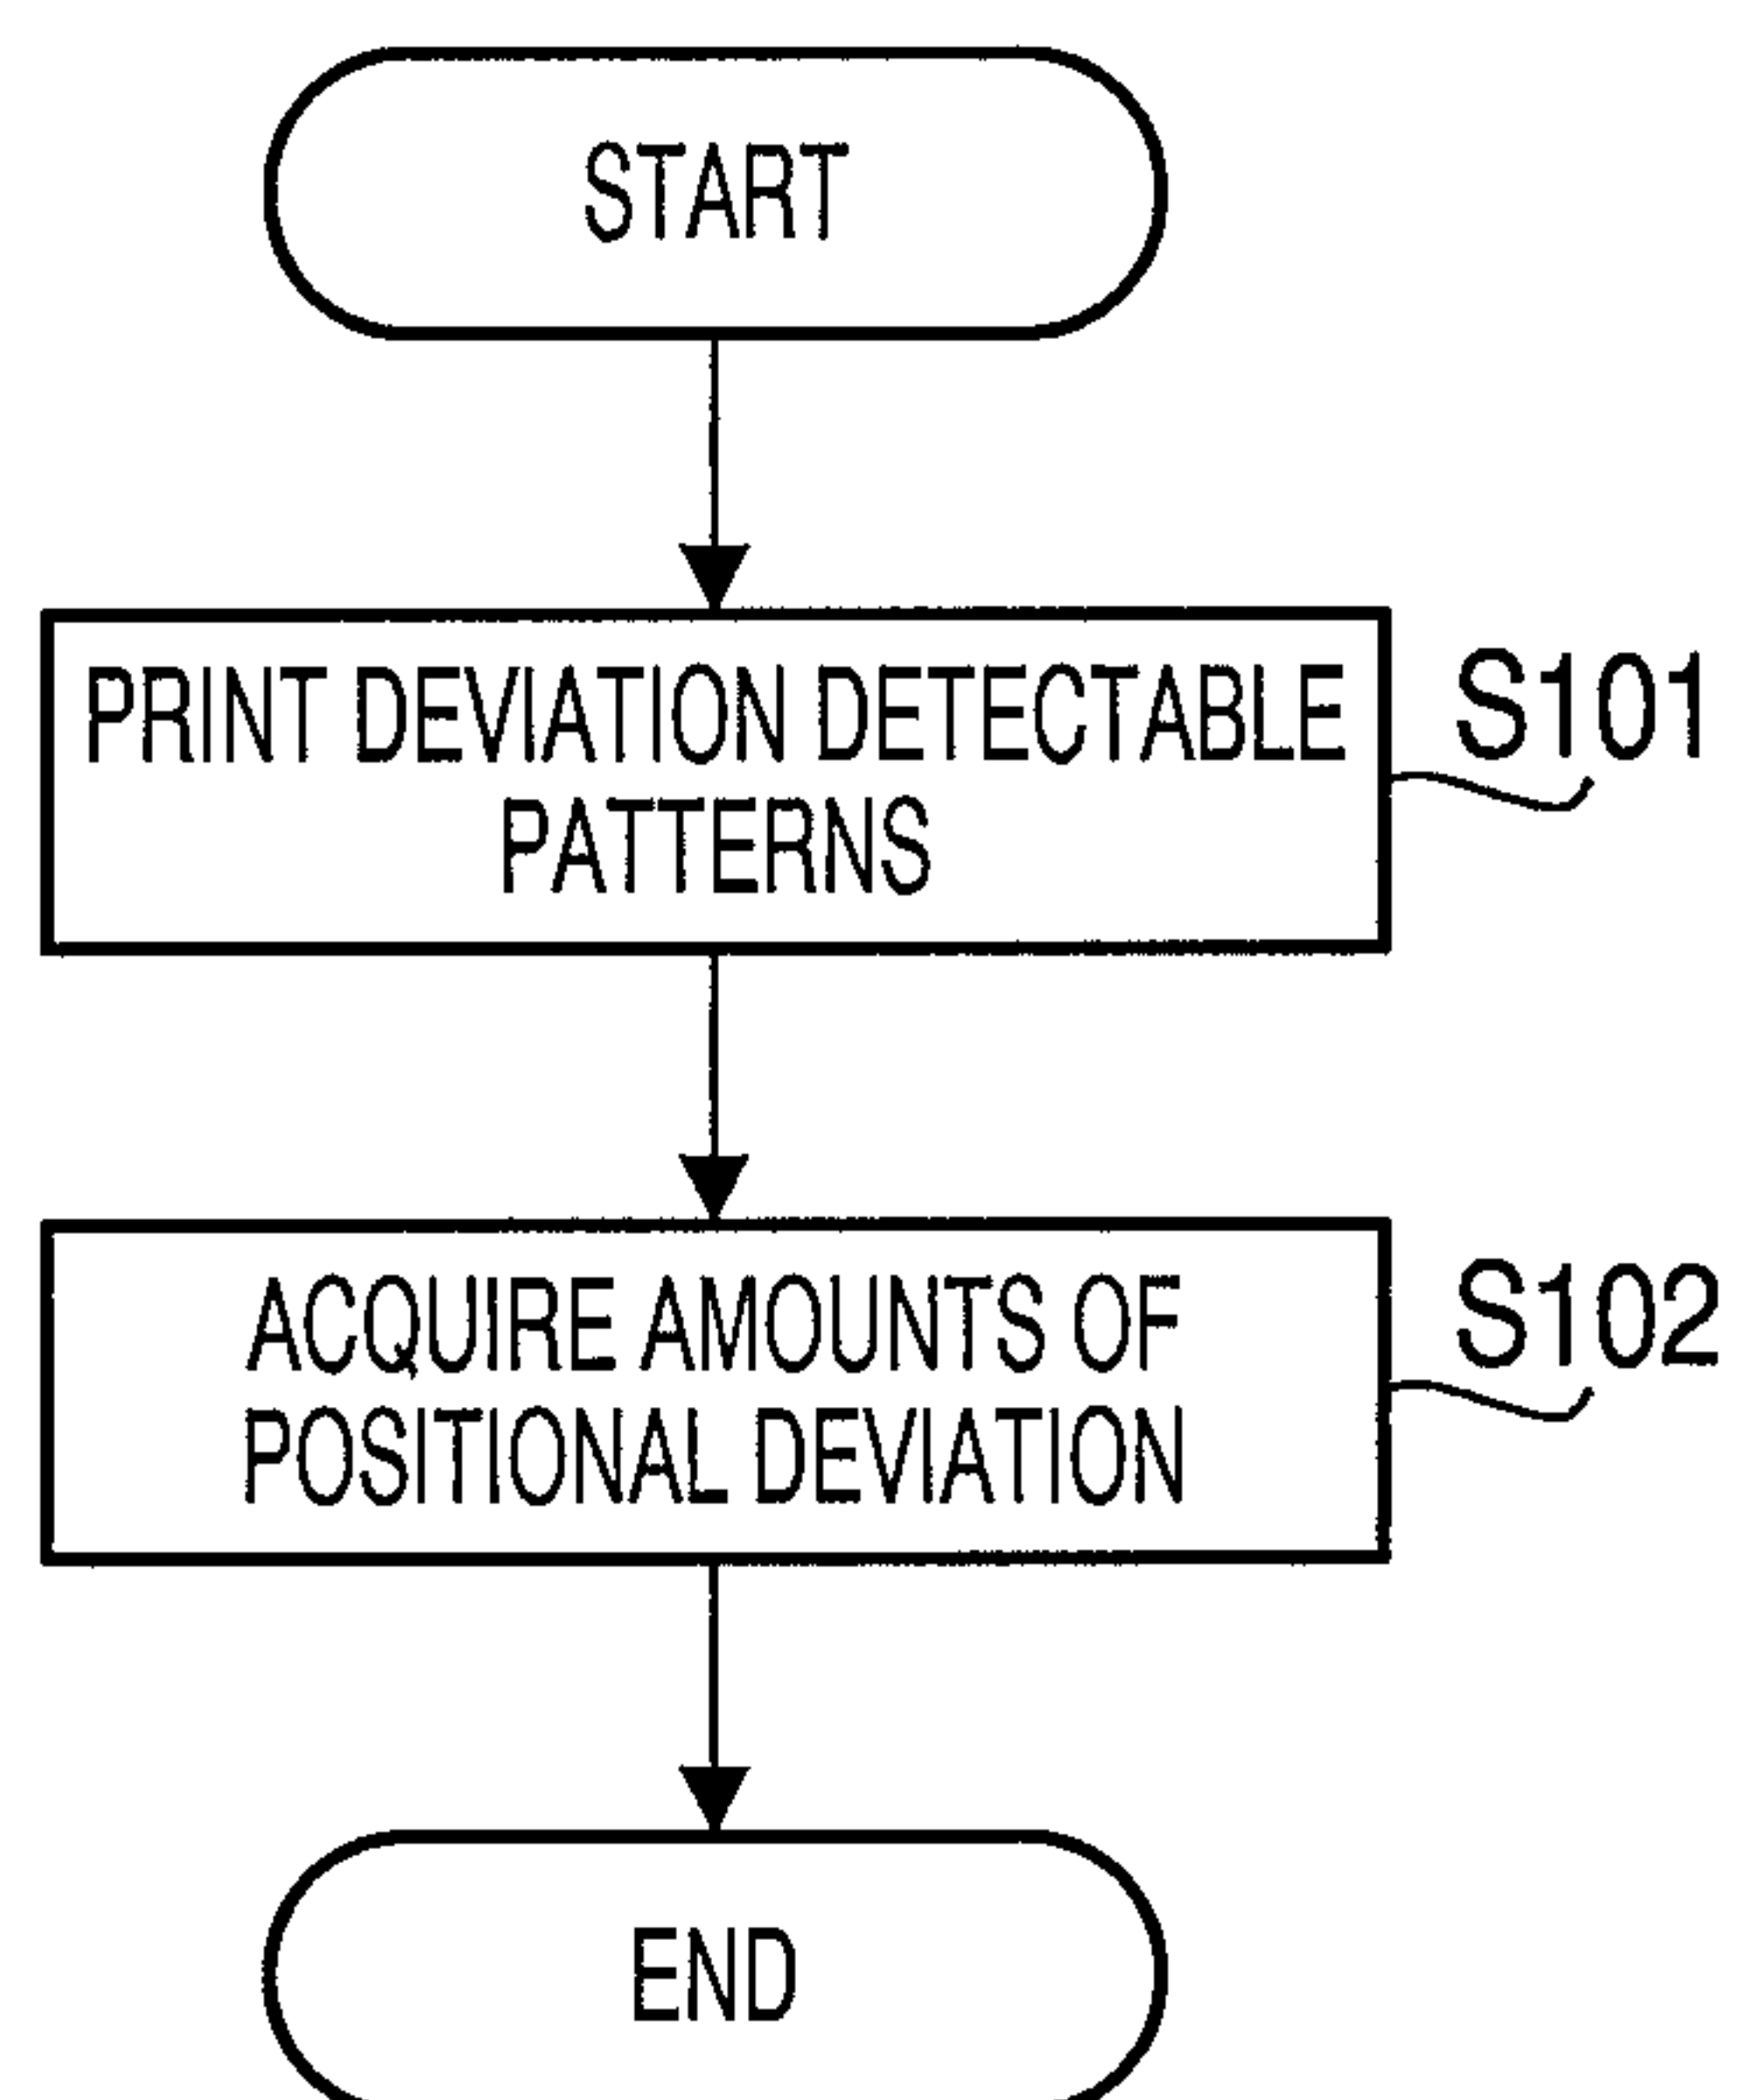 START
PRINT DEVIATION DETECTABLE
PATTERNS
S101
ACQUIRE AMOUNTS OF
POSITIONAL DEVIATION
S102
END